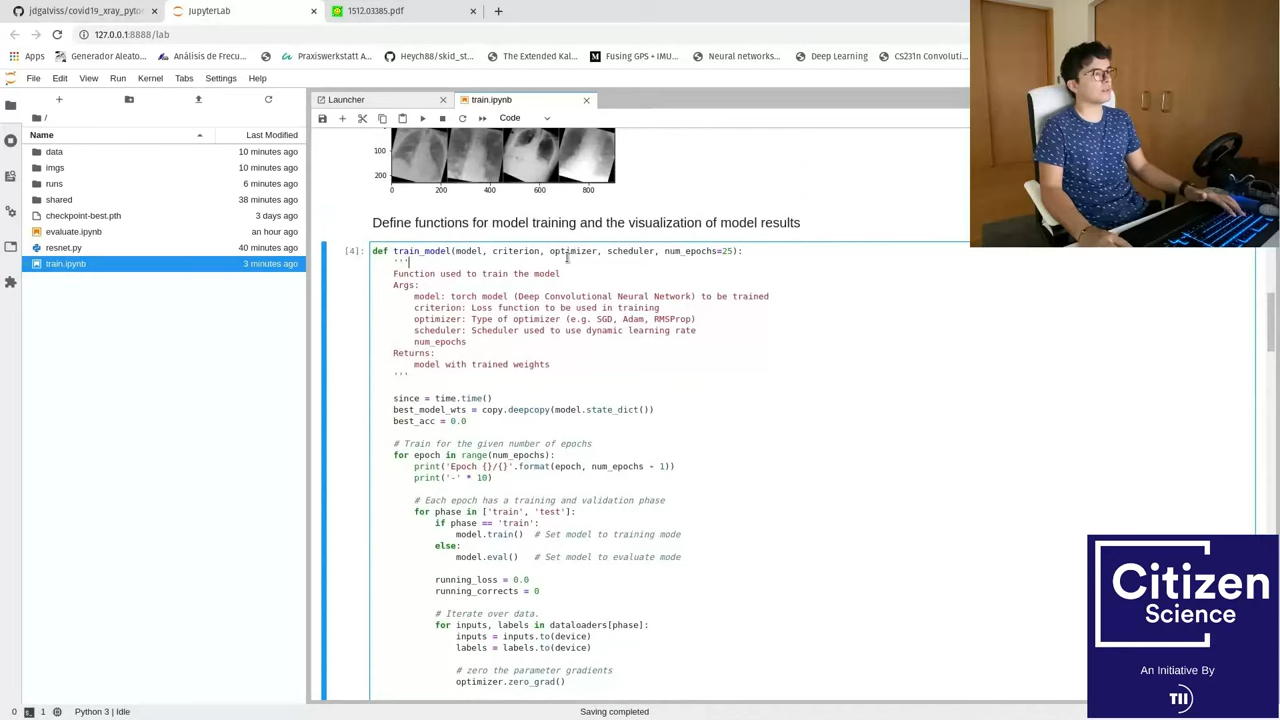 jdgalviss/covid19_xray_pyto
JupyterLab
1512.03385.pdf
127.0.0.1:8888/lab
Apps
Generador Aleato
Análisis de Frecu
Praxiswerkstatt A
Heych88/skid_st
The Extended Kal
Fusing GPS + IMU
Neural networks
Deep Learning
CS231n Convoluti
File
Edit
View
Run
Kernel
Tabs
Settings
Help
/
Name
Last Modified
data
10 minutes ago
imgs
10 minutes ago
runs
6 minutes ago
shared
38 minutes ago
checkpoint-best.pth
3 days ago
evaluate.ipynb
an hour ago
resnet.py
40 minutes ago
train.ipynb
3 minutes ago
Launcher
train.ipynb
Code
100
200
0
200
400
600
800
Define functions for model training and the visualization of model results
[4]:
def train_model(model, criterion, optimizer, scheduler, num_epochs=25):
'''
Function used to train the model
Args:
model: torch model (Deep Convolutional Neural Network) to be trained
criterion: Loss function to be used in training
optimizer: Type of optimizer (e.g. SGD, Adam, RMSProp)
scheduler: Scheduler used to use dynamic learning rate
num_epochs
Returns:
model with trained weights
'''
since = time.time()
best_model_wts = copy.deepcopy(model.state_dict())
best_acc = 0.0
# Train for the given number of epochs
for epoch in range(num_epochs):
print('Epoch {}/{}'.format(epoch, num_epochs - 1))
print('-' * 10)
# Each epoch has a training and validation phase
for phase in ['train', 'test']:
if phase == 'train':
model.train()  # Set model to training mode
else:
model.eval()   # Set model to evaluate mode
running_loss = 0.0
running_corrects = 0
# Iterate over data.
for inputs, labels in dataloaders[phase]:
inputs = inputs.to(device)
labels = labels.to(device)
# zero the parameter gradients
optimizer.zero_grad()
0
1
Python 3 | Idle
Saving completed
Citizen
Science
An Initiative By
TII